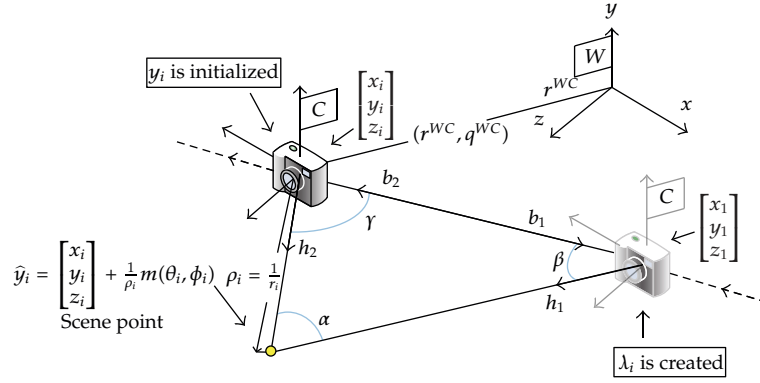 y
W
r^{WC}
x
z
y_i is initialized
C
[x_i y_i z_i]
(r^{WC}, q^{WC})
b_2
b_1
γ
C
[x_1 y_1 z_1]
β
h_2
h_1
ŷ_i = [x_i y_i z_i] + 1/ρ_i m(θ_i, ϕ_i) ρ_i = 1/r_i
Scene point
α
λ_i is created